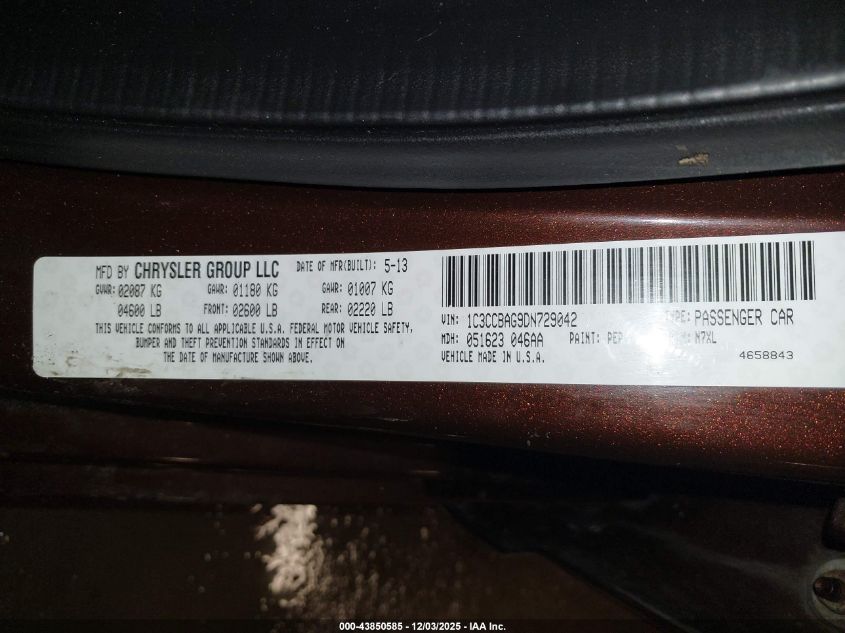 MFD BY CHRYSLER GROUP LLC DATE OF MFR(BUILT): 5-13
GVWR: 02087 KG GAWR: 01180 KG GAWR: 01007 KG
04600 LB FRONT: 02600 LB REAR: 02220 LB
THIS VEHICLE CONFORMS TO ALL APPLICABLE U.S.A. FEDERAL MOTOR VEHICLE SAFETY,
BUMPER AND THEFT PREVENTION STANDARDS IN EFFECT ON
THE DATE OF MANUFACTURE SHOWN ABOVE.
VIN: 1C3CCBAG9DN729042 TYPE: PASSENGER CAR
MDH: 051623 046AA PAINT: PEP N7XL
VEHICLE MADE IN U.S.A. 4658843
000-43850585 - 12/03/2025 - IAA Inc.